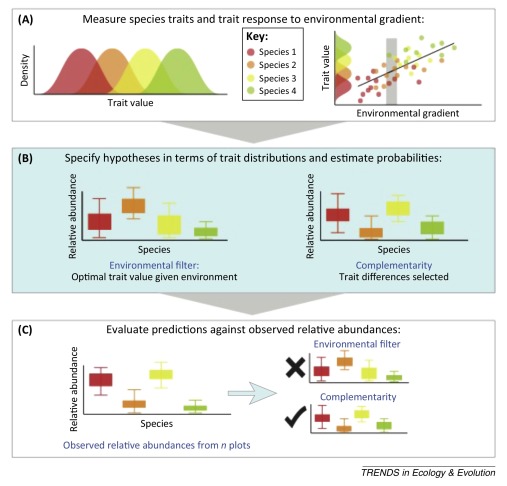 (A) Measure species traits and trait response to environmental gradient:
Density
Trait value
Key:
Species 1
Species 2
Species 3
Species 4
Trait value
Environmental gradient
(B) Specify hypotheses in terms of trait distributions and estimate probabilities:
Relative abundance
Species
Environmental filter:
Optimal trait value given environment
Relative abundance
Species
Complementarity
Trait differences selected
(C) Evaluate predictions against observed relative abundances:
Relative abundance
Species
Observed relative abundances from n plots
Environmental filter
Complementarity
TRENDS in Ecology & Evolution